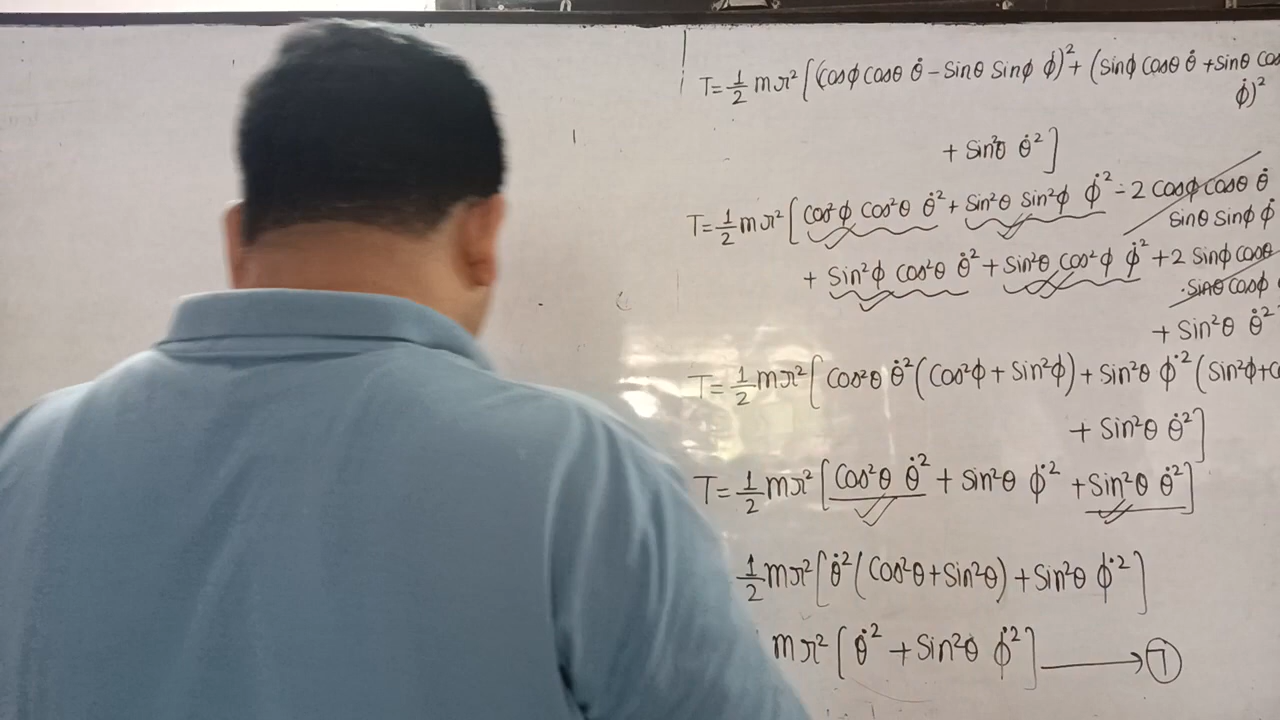 T = 1/2 mr² [(Cosϕ cosθ θ̇ − Sinθ Sinϕ ϕ̇)² + (Sinϕ Cosθ θ̇ + Sinθ Cos
ϕ̇)²
+ Sin²θ θ̇²]
T = 1/2 mr² [Cos²ϕ Cos²θ θ̇² + Sin²θ Sin²ϕ ϕ̇² − 2 Cosϕ Cosθ θ̇
Sinθ Sinϕ ϕ̇
+ Sin²ϕ Cos²θ θ̇² + Sin²θ Cos²ϕ ϕ̇² + 2 Sinϕ Cosθ
. Sinθ Cosϕ
+ Sin²θ θ̇²
T = 1/2 mr² [Cos²θ θ̇² (Cos²ϕ + Sin²ϕ) + Sin²θ ϕ̇² (Sin²ϕ +
+ Sin²θ θ̇²]
T = 1/2 mr² [Cos²θ θ̇² + Sin²θ ϕ̇² + Sin²θ θ̇²]
1/2 mr² [θ̇² (Cos²θ + Sin²θ) + Sin²θ ϕ̇²]
mr² [θ̇² + Sin²θ ϕ̇²] ⟶ ⑦